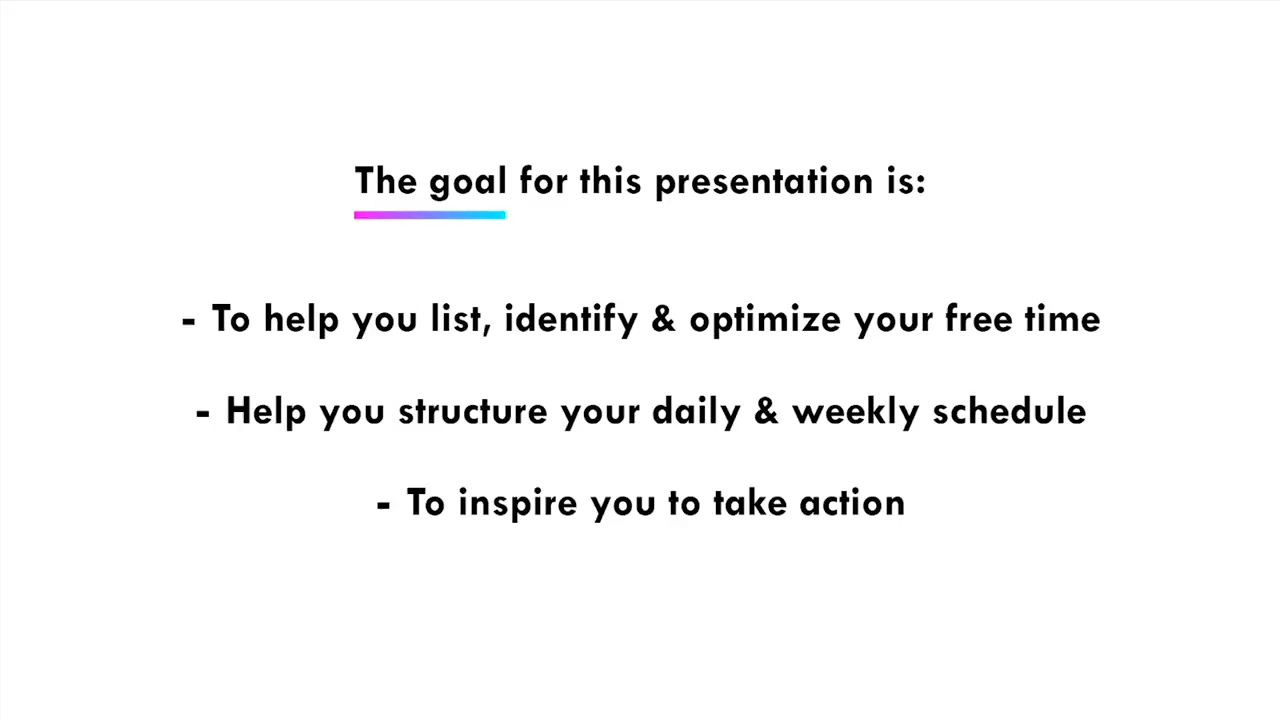 The goal for this presentation is:
- To help you list, identify & optimize your free time
- Help you structure your daily & weekly schedule
- To inspire you to take action